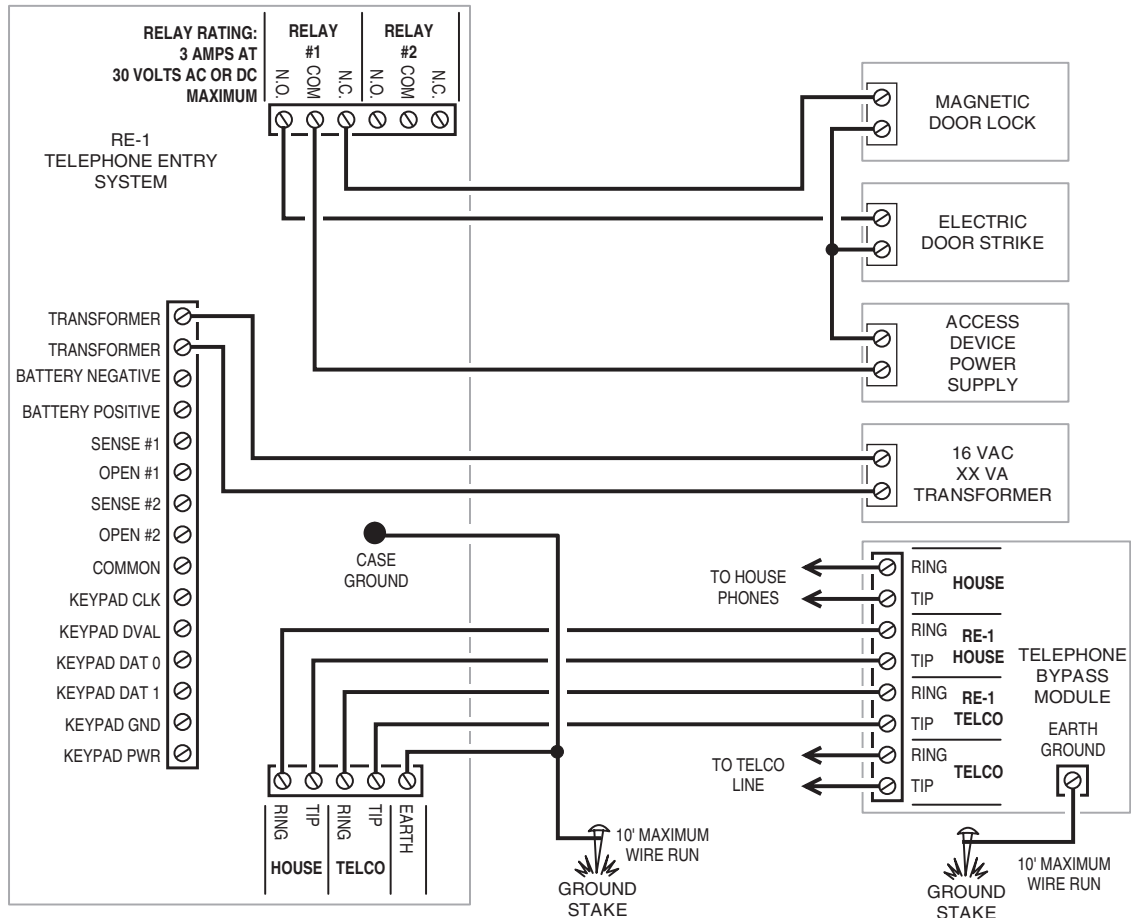 RELAY RATING:
3 AMPS AT
30 VOLTS AC OR DC
MAXIMUM
RELAY
#1
RELAY
#2
N.O.
COM
N.C.
N.O.
COM
N.C.
RE-1
TELEPHONE ENTRY
SYSTEM
MAGNETIC
DOOR LOCK
ELECTRIC
DOOR STRIKE
ACCESS
DEVICE
POWER
SUPPLY
16 VAC
XX VA
TRANSFORMER
TRANSFORMER
TRANSFORMER
BATTERY NEGATIVE
BATTERY POSITIVE
SENSE #1
OPEN #1
SENSE #2
OPEN #2
COMMON
KEYPAD CLK
KEYPAD DVAL
KEYPAD DAT 0
KEYPAD DAT 1
KEYPAD GND
KEYPAD PWR
CASE
GROUND
TO HOUSE
PHONES
TO TELCO
LINE
RING
TIP
HOUSE
RING
TIP
RE-1
HOUSE
RING
TIP
RE-1
TELCO
RING
TIP
TELCO
TELEPHONE
BYPASS
MODULE
EARTH
GROUND
RING
TIP
RING
TIP
EARTH
HOUSE
TELCO
10' MAXIMUM
WIRE RUN
GROUND
STAKE
10' MAXIMUM
WIRE RUN
GROUND
STAKE